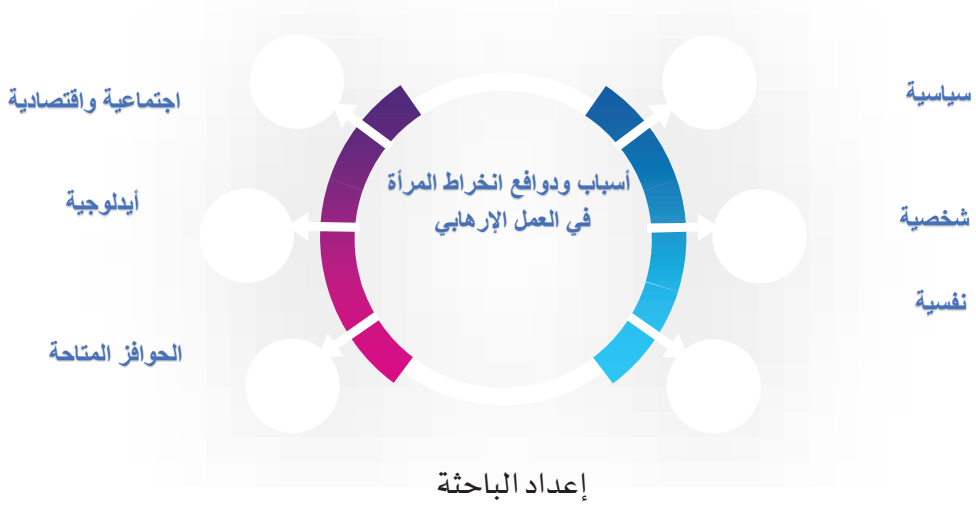 أسباب ودوافع انخراط المرأة
في العمل الإرهابي
سياسية
شخصية
نفسية
اجتماعية واقتصادية
أيدلوجية
الحوافز المتاحة
إعداد الباحثة